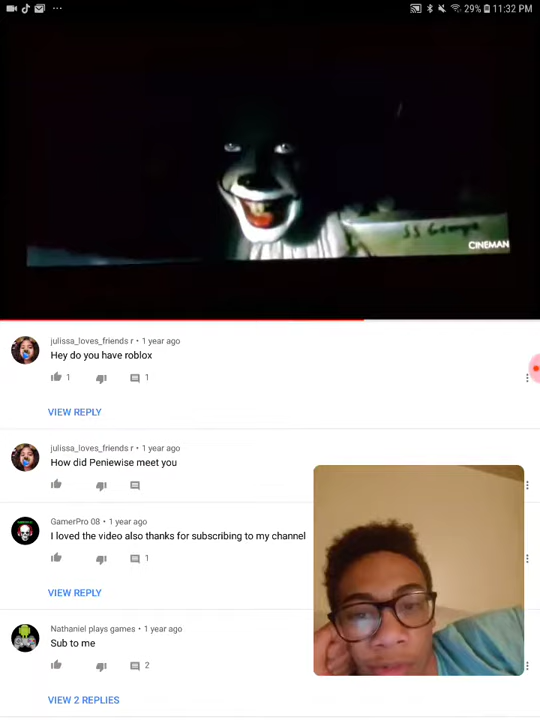 29% 11:32 PM
SS George
CINEMAN
julissa_loves_friends r • 1 year ago
Hey do you have roblox
1 1
VIEW REPLY
julissa_loves_friends r • 1 year ago
How did Peniewise meet you
GamerPro 08 • 1 year ago
I loved the video also thanks for subscribing to my channel
1
VIEW REPLY
Nathaniel plays games • 1 year ago
Sub to me
2
VIEW 2 REPLIES